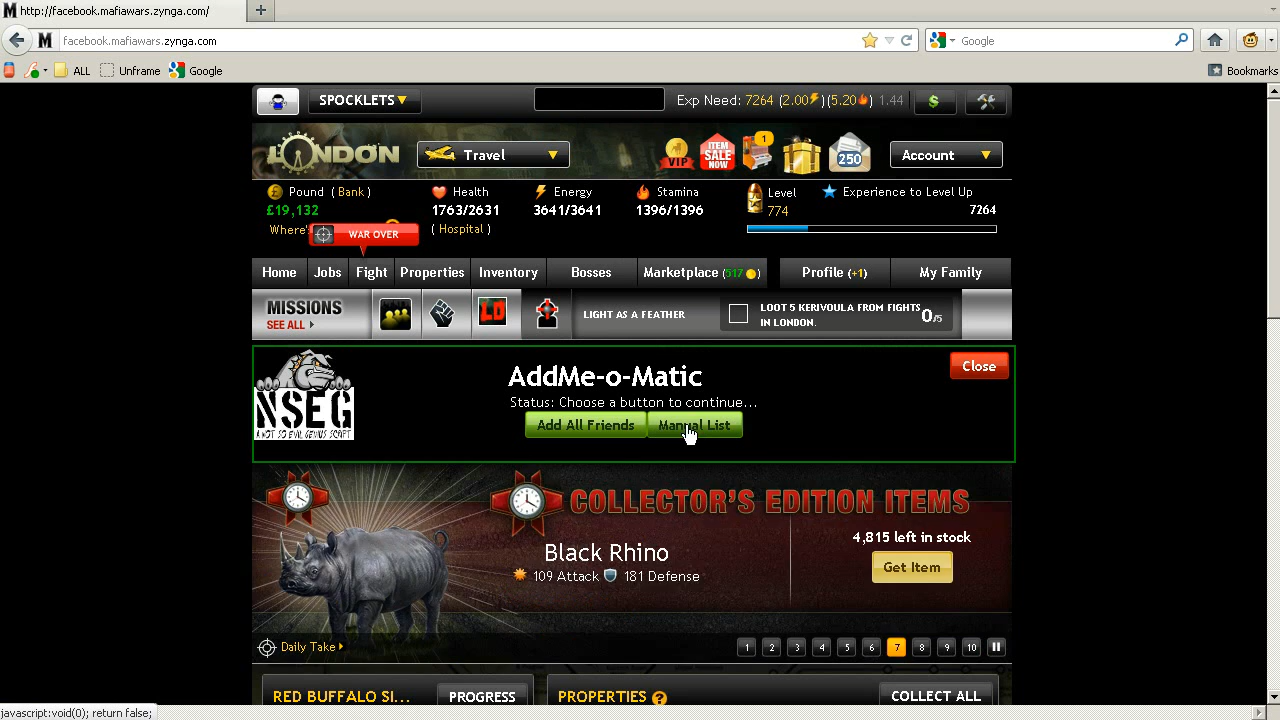 http://facebook.mafiawars.zynga.com/
facebook.mafiawars.zynga.com
Google
ALL
Unframe
Google
Bookmarks
SPOCKLETS
Exp Need: 7264 (2.00)(5.20) 1.44
$
LONDON
Travel
VIP
ITEM SALE NOW
1
250
Account
Pound ( Bank )
Health
Energy
Stamina
Level
Experience to Level Up
£19,132
1763/2631
3641/3641
1396/1396
774
7264
Where's
WAR OVER
( Hospital )
Home
Jobs
Fight
Properties
Inventory
Bosses
Marketplace (517)
Profile (+1)
My Family
MISSIONS
SEE ALL
LIGHT AS A FEATHER
LOOT 5 KERIVOULA FROM FIGHTS
IN LONDON.
0/5
NSEG
A NOT SO EVIL GENIUS SCRIPT
AddMe-o-Matic
Close
Status: Choose a button to continue...
Add All Friends
Manual List
COLLECTOR'S EDITION ITEMS
Black Rhino
109 Attack 181 Defense
4,815 left in stock
Get Item
Daily Take
1 2 3 4 5 6 7 8 9 10
RED BUFFALO SI...
PROGRESS
PROPERTIES ?
COLLECT ALL
javascript:void(0); return false;